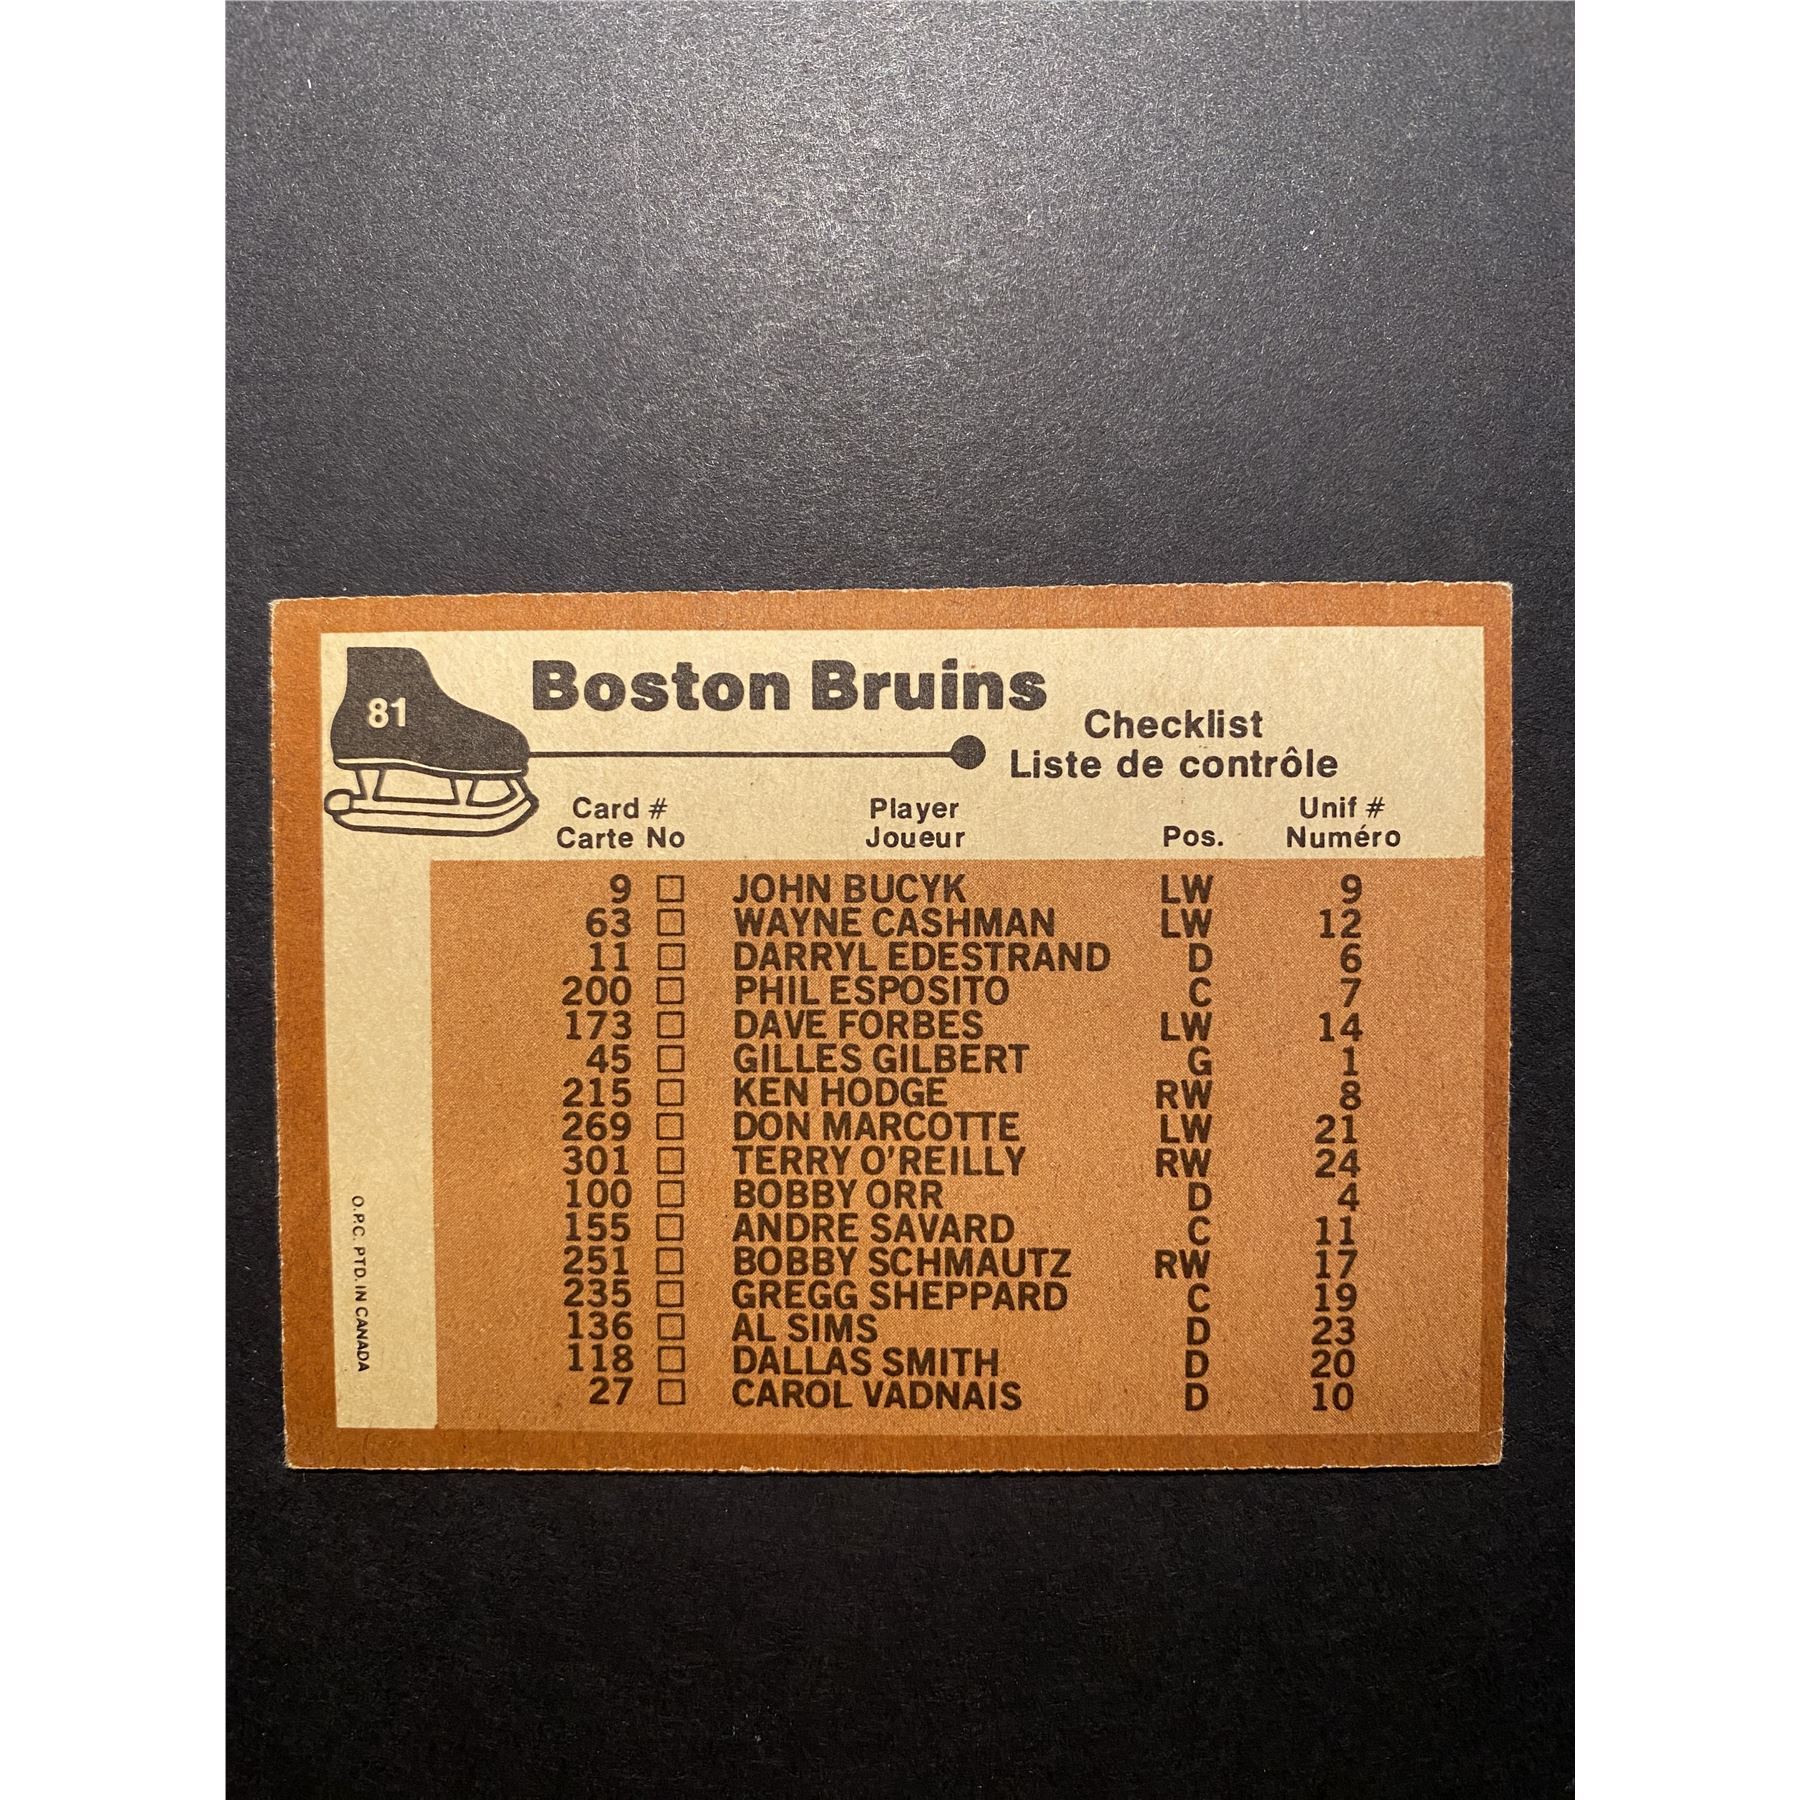 81
Boston Bruins
Checklist
Liste de contrôle
Card # Player Unif #
Carte No Joueur Pos. Numéro
9 □ JOHN BUCYK LW 9
63 □ WAYNE CASHMAN LW 12
11 □ DARRYL EDESTRAND D 6
200 □ PHIL ESPOSITO C 7
173 □ DAVE FORBES LW 14
45 □ GILLES GILBERT G 1
215 □ KEN HODGE RW 8
269 □ DON MARCOTTE LW 21
301 □ TERRY O'REILLY RW 24
100 □ BOBBY ORR D 4
155 □ ANDRE SAVARD C 11
251 □ BOBBY SCHMAUTZ RW 17
235 □ GREGG SHEPPARD C 19
136 □ AL SIMS D 23
118 □ DALLAS SMITH D 20
27 □ CAROL VADNAIS D 10
O.P.C. PTD. IN CANADA